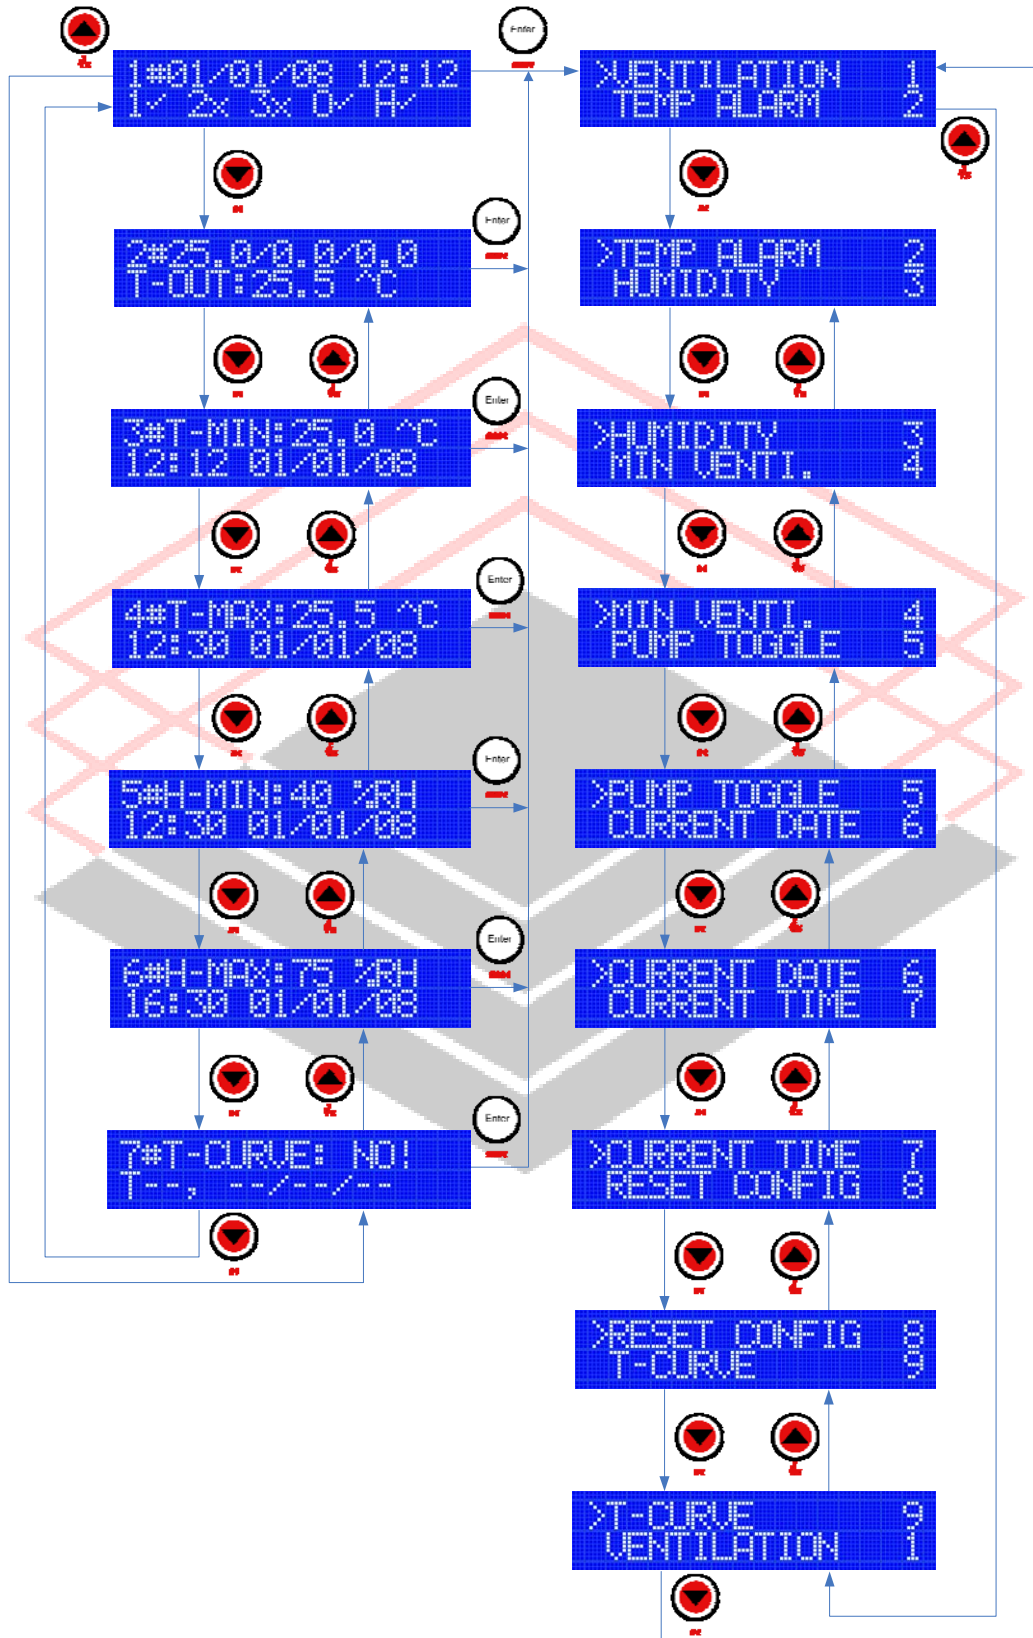 Enter
1#01/01/08 12:12
1✓ 2x 3x O✓ A✓
>VENTILATION 1
TEMP ALARM 2
Enter
2#25.0/0.0/0.0
T-OUT:25.5 ^C
>TEMP ALARM 2
HUMIDITY 3
Enter
3#T-MIN:25.0 ^C
12:12 01/01/08
>HUMIDITY 3
MIN VENTI. 4
Enter
4#T-MAX:25.5 ^C
12:30 01/01/08
>MIN VENTI. 4
PUMP TOGGLE 5
Enter
5#H-MIN:40 %RH
12:30 01/01/08
>PUMP TOGGLE 5
CURRENT DATE 6
Enter
6#H-MAX:75 %RH
16:30 01/01/08
>CURRENT DATE 6
CURRENT TIME 7
Enter
7#T-CURVE: NO!
T--, --/--/--
>CURRENT TIME 7
RESET CONFIG 8
>RESET CONFIG 8
T-CURVE 9
>T-CURVE 9
VENTILATION 1